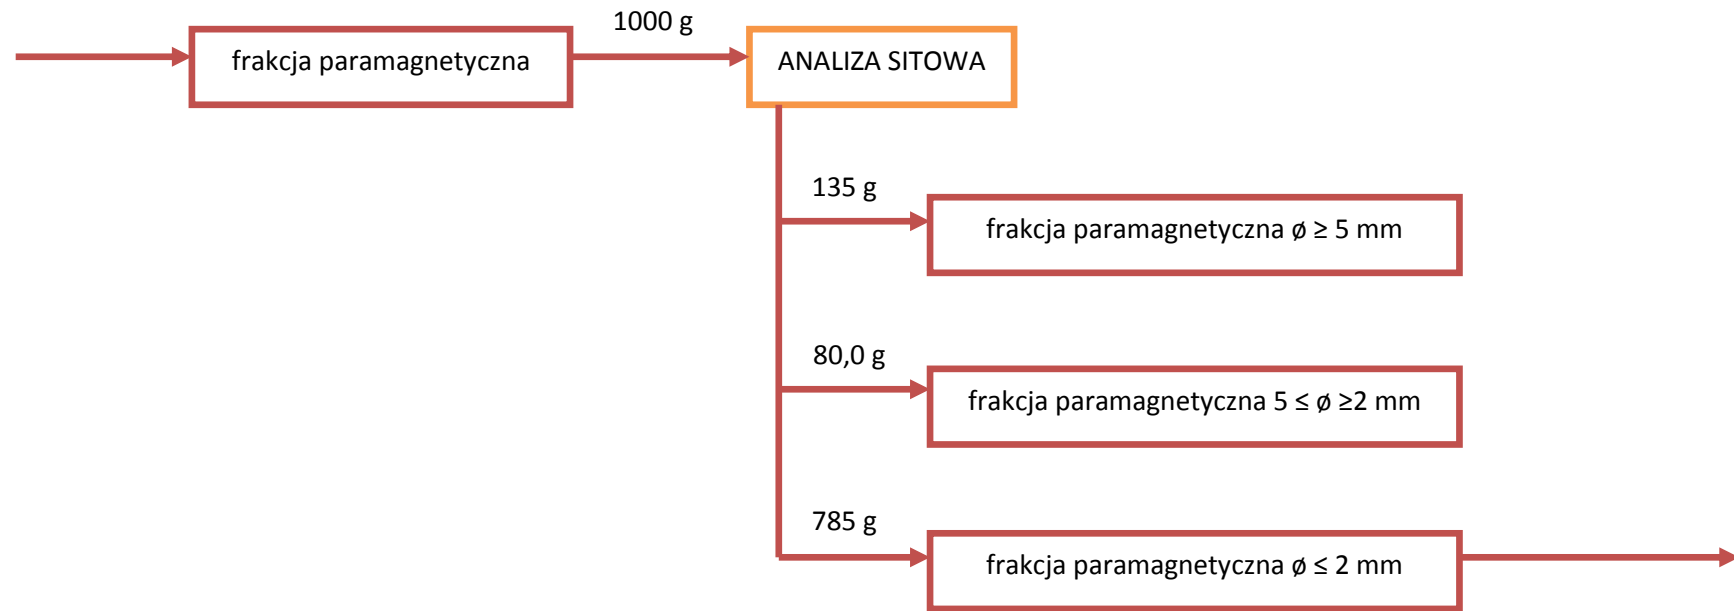 1000 g
frakcja paramagnetyczna
ANALIZA SITOWA
135 g
frakcja paramagnetyczna ø ≥ 5 mm
80,0 g
frakcja paramagnetyczna 5 ≤ ø ≥2 mm
785 g
frakcja paramagnetyczna ø ≤ 2 mm